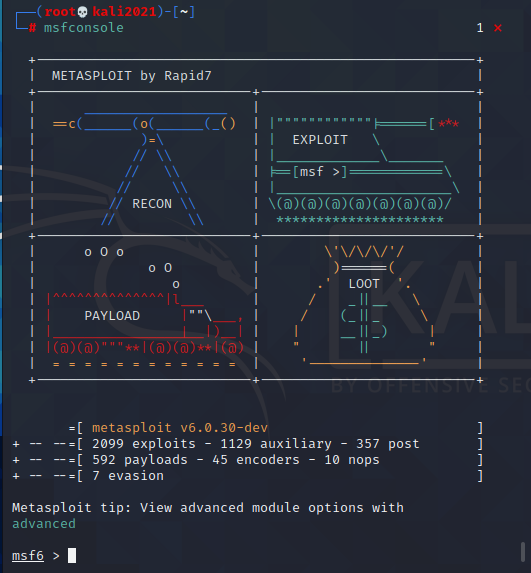 (root💀kali2021)-[~]
# msfconsole 1 ✕
METASPLOIT by Rapid7
EXPLOIT
[msf >]
RECON
o O o
o O
o
PAYLOAD
LOOT
KALI
BY OFFENSIVE SEC
=[ metasploit v6.0.30-dev ]
+ -- --=[ 2099 exploits - 1129 auxiliary - 357 post ]
+ -- --=[ 592 payloads - 45 encoders - 10 nops ]
+ -- --=[ 7 evasion ]
Metasploit tip: View advanced module options with
advanced
msf6 >